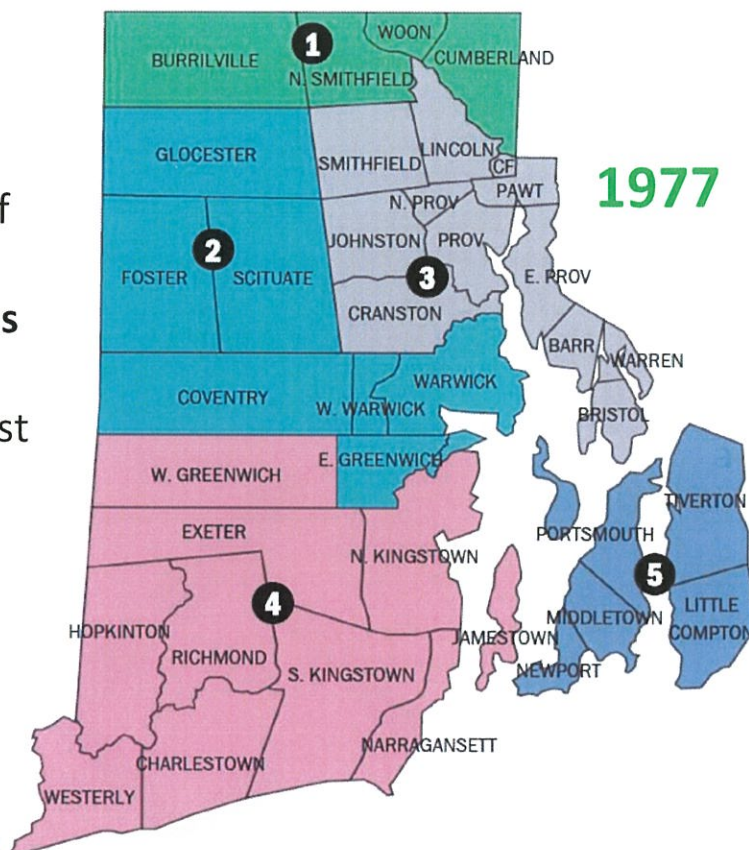 WOON
1
BURRILVILLE
CUMBERLAND
N. SMITHFIELD
GLOCESTER
SMITHFIELD
LINCOLN
CF
PAWT
1977
f
N. PROV
2
JOHNSTON
PROV
3
FOSTER
SCITUATE
E. PROV
CRANSTON
s
BARR
WARREN
WARWICK
COVENTRY
W. WARWICK
BRISTOL
st
E. GREENWICH
W. GREENWICH
TIVERTON
EXETER
PORTSMOUTH
N. KINGSTOWN
5
4
LITTLE
COMPTON
MIDDLETOWN
HOPKINTON
JAMESTOWN
RICHMOND
NEWPORT
S. KINGSTOWN
NARRAGANSETT
CHARLESTOWN
WESTERLY